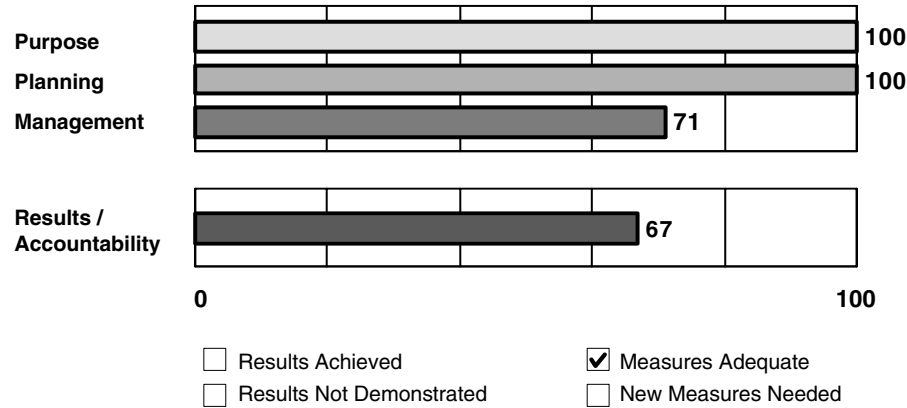 Purpose 100
Planning 100
Management 71
Results /
Accountability 67
0 100
Results Achieved Measures Adequate
Results Not Demonstrated New Measures Needed